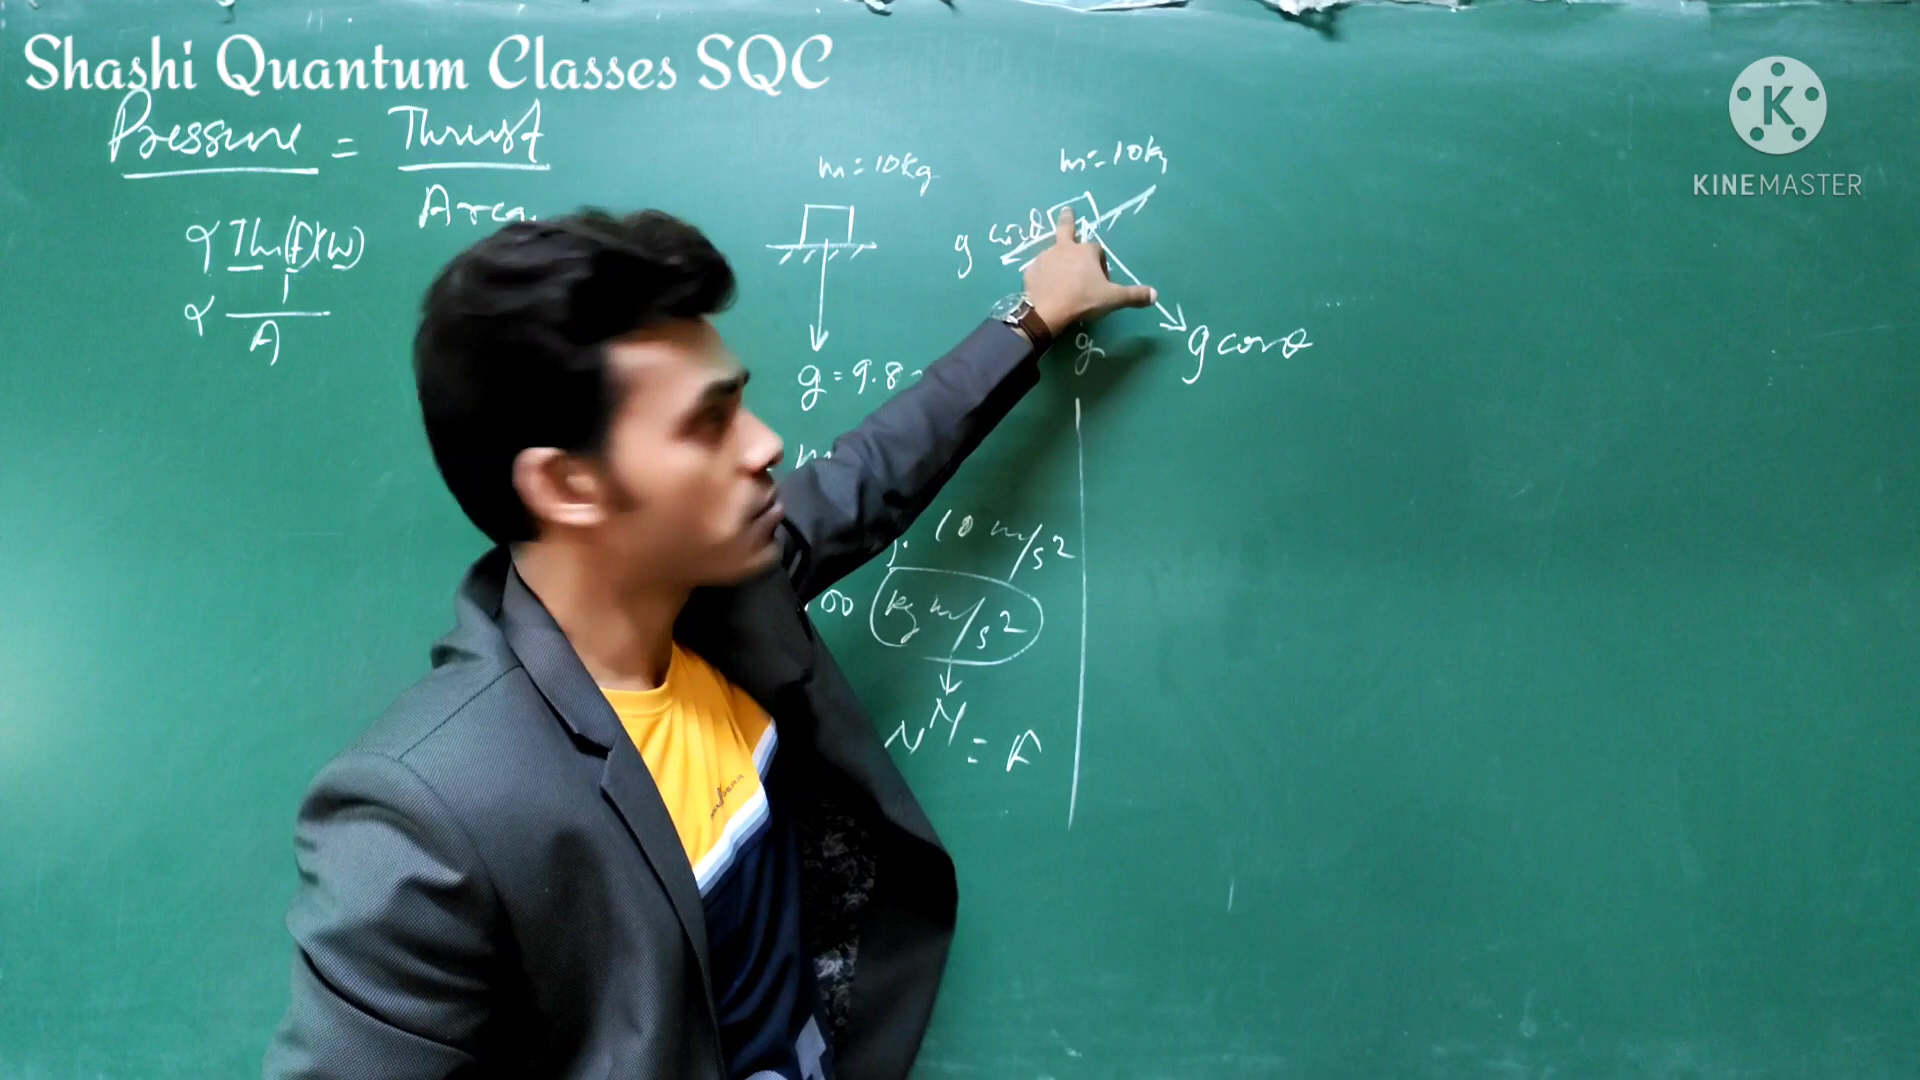 Shashi Quantum Classes SQC
Pressure = Thrust
Area
∝ Th(F)(W)
∝ 1
A
m = 10kg
g = 9.8
m
10 m/s2
00 kg m/s2
N
= F
m = 10kg
g
g
g cosθ
K
KINEMASTER